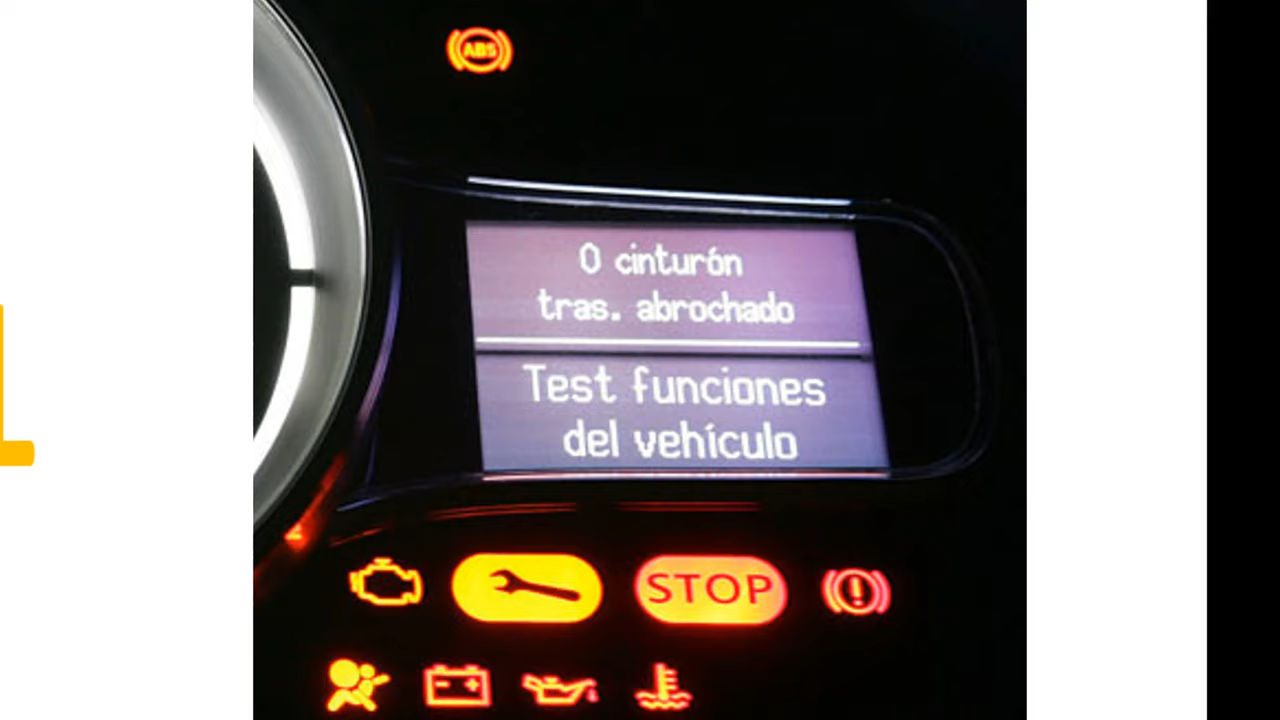 ABS
0 cinturón
tras. abrochado
Test funciones
del vehículo
STOP